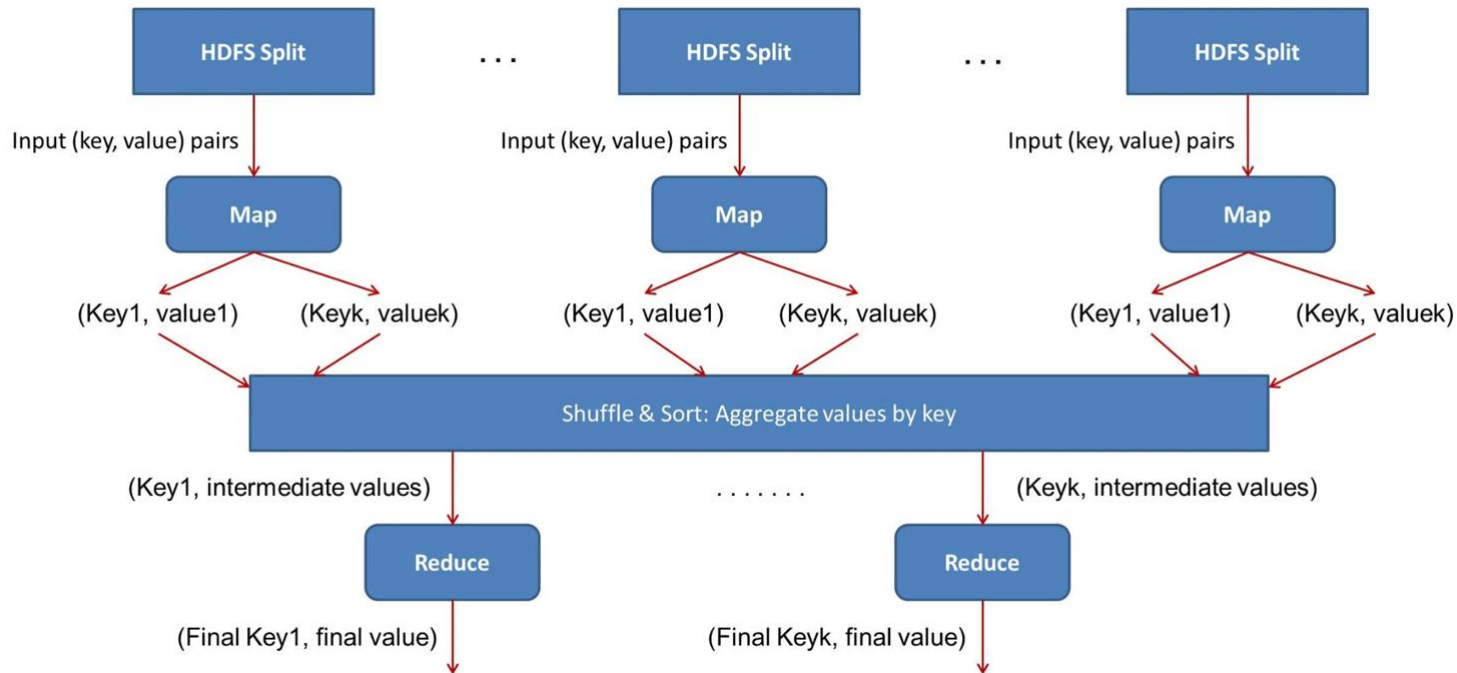 HDFS Split ... HDFS Split ... HDFS Split
Input (key, value) pairs Input (key, value) pairs Input (key, value) pairs
Map Map Map
(Key1, value1) (Keyk, valuek) (Key1, value1) (Keyk, valuek) (Key1, value1) (Keyk, valuek)
Shuffle & Sort: Aggregate values by key
(Key1, intermediate values) ....... (Keyk, intermediate values)
Reduce Reduce
(Final Key1, final value) (Final Keyk, final value)